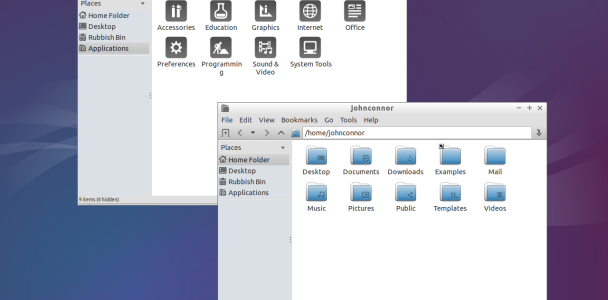 Places
Home Folder
Desktop
Rubbish Bin
Applications
Accessories Education Graphics Internet Office
Preferences Programmin
g Sound &
Video System Tools
9 items (4 hidden)
johnconnor
File Edit View Bookmarks Go Tools Help
/home/johnconnor
Places
Home Folder
Desktop
Rubbish Bin
Applications
Desktop Documents Downloads Examples Mail
Music Pictures Public Templates Videos